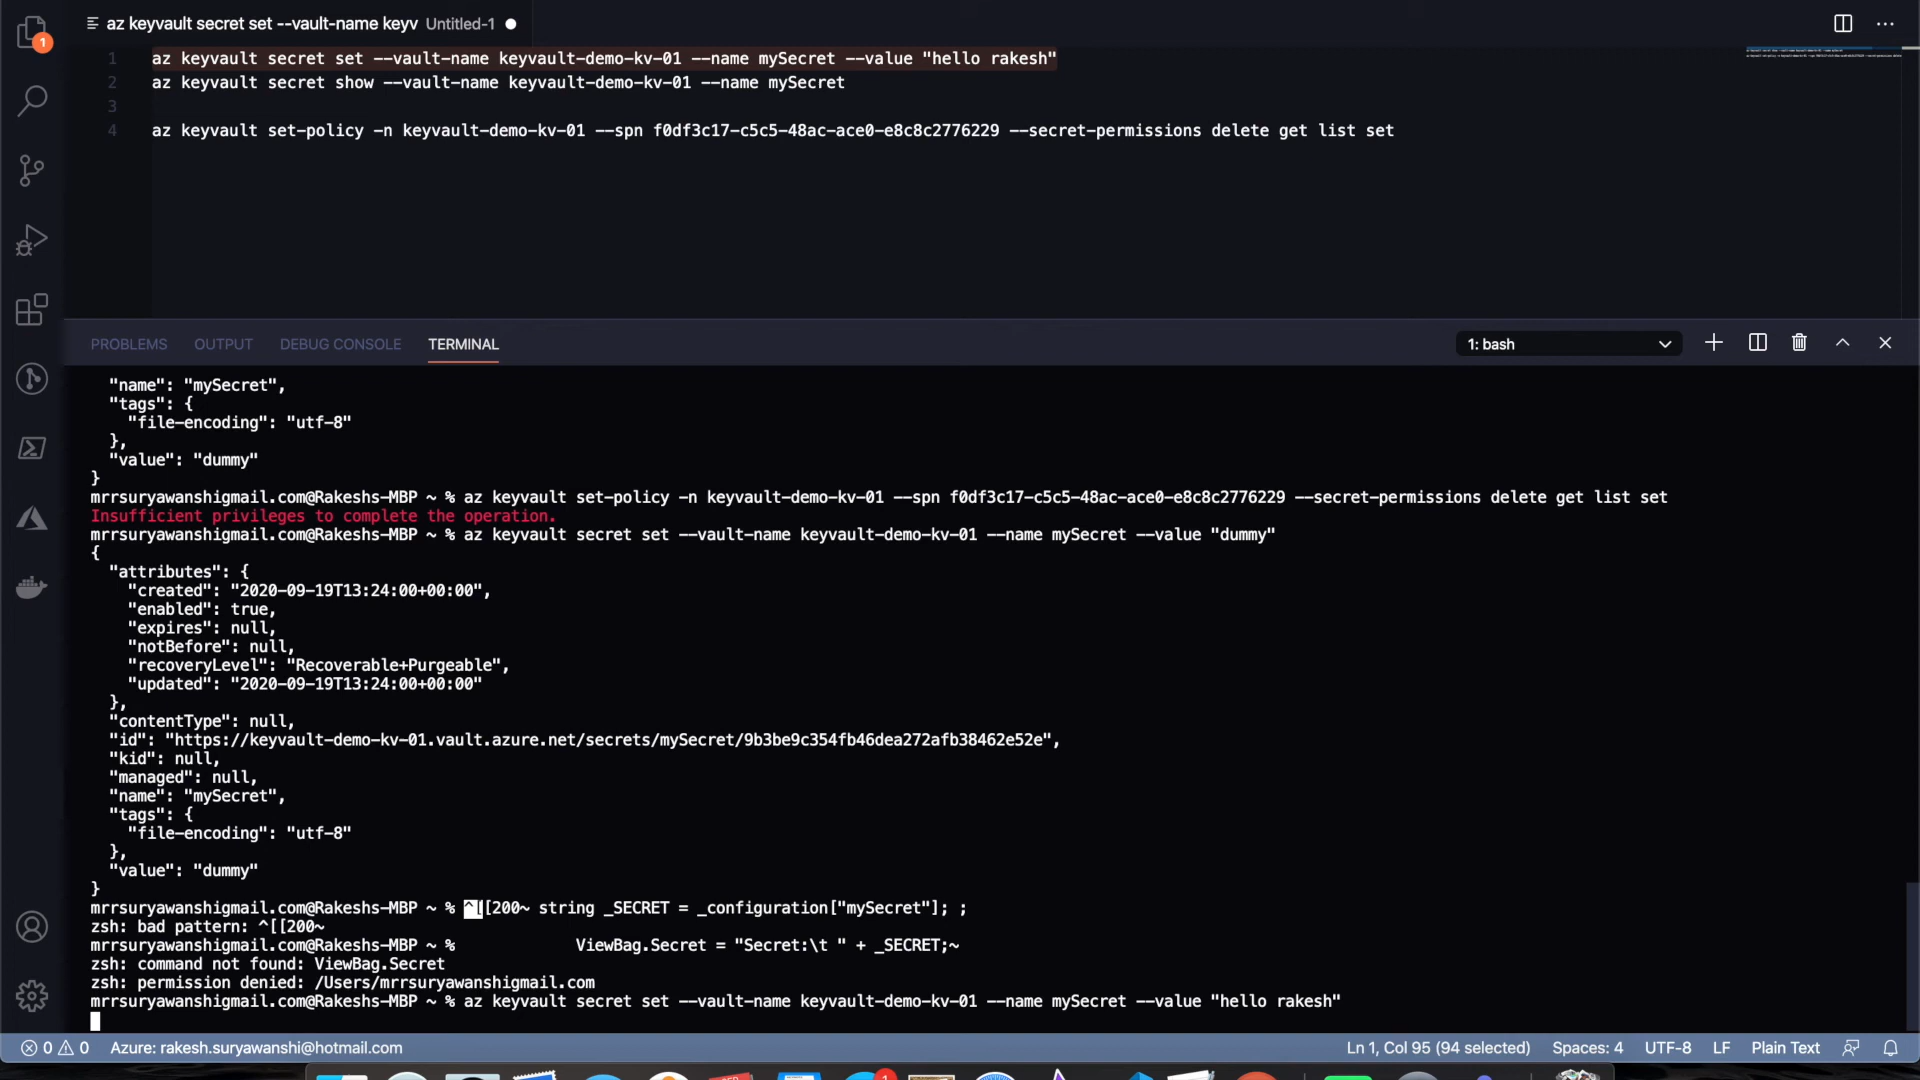 az keyvault secret set --vault-name keyv Untitled-1
1
1 az keyvault secret set --vault-name keyvault-demo-kv-01 --name mySecret --value "hello rakesh"
2 az keyvault secret show --vault-name keyvault-demo-kv-01 --name mySecret
3
4 az keyvault set-policy -n keyvault-demo-kv-01 --spn f0df3c17-c5c5-48ac-ace0-e8c8c2776229 --secret-permissions delete get list set
PROBLEMS OUTPUT DEBUG CONSOLE TERMINAL 1: bash
"name": "mySecret",
"tags": {
"file-encoding": "utf-8"
},
"value": "dummy"
}
mrrsuryawanshigmail.com@Rakeshs-MBP ~ % az keyvault set-policy -n keyvault-demo-kv-01 --spn f0df3c17-c5c5-48ac-ace0-e8c8c2776229 --secret-permissions delete get list set
Insufficient privileges to complete the operation.
mrrsuryawanshigmail.com@Rakeshs-MBP ~ % az keyvault secret set --vault-name keyvault-demo-kv-01 --name mySecret --value "dummy"
{
"attributes": {
"created": "2020-09-19T13:24:00+00:00",
"enabled": true,
"expires": null,
"notBefore": null,
"recoveryLevel": "Recoverable+Purgeable",
"updated": "2020-09-19T13:24:00+00:00"
},
"contentType": null,
"id": "https://keyvault-demo-kv-01.vault.azure.net/secrets/mySecret/9b3be9c354fb46dea272afb38462e52e",
"kid": null,
"managed": null,
"name": "mySecret",
"tags": {
"file-encoding": "utf-8"
},
"value": "dummy"
}
mrrsuryawanshigmail.com@Rakeshs-MBP ~ % ^[[200~ string _SECRET = _configuration["mySecret"]; ;
zsh: bad pattern: ^[[200~
mrrsuryawanshigmail.com@Rakeshs-MBP ~ % ViewBag.Secret = "Secret:\t " + _SECRET;~
zsh: command not found: ViewBag.Secret
zsh: permission denied: /Users/mrrsuryawanshigmail.com
mrrsuryawanshigmail.com@Rakeshs-MBP ~ % az keyvault secret set --vault-name keyvault-demo-kv-01 --name mySecret --value "hello rakesh"
0 0 Azure: rakesh.suryawanshi@hotmail.com Ln 1, Col 95 (94 selected) Spaces: 4 UTF-8 LF Plain Text
1